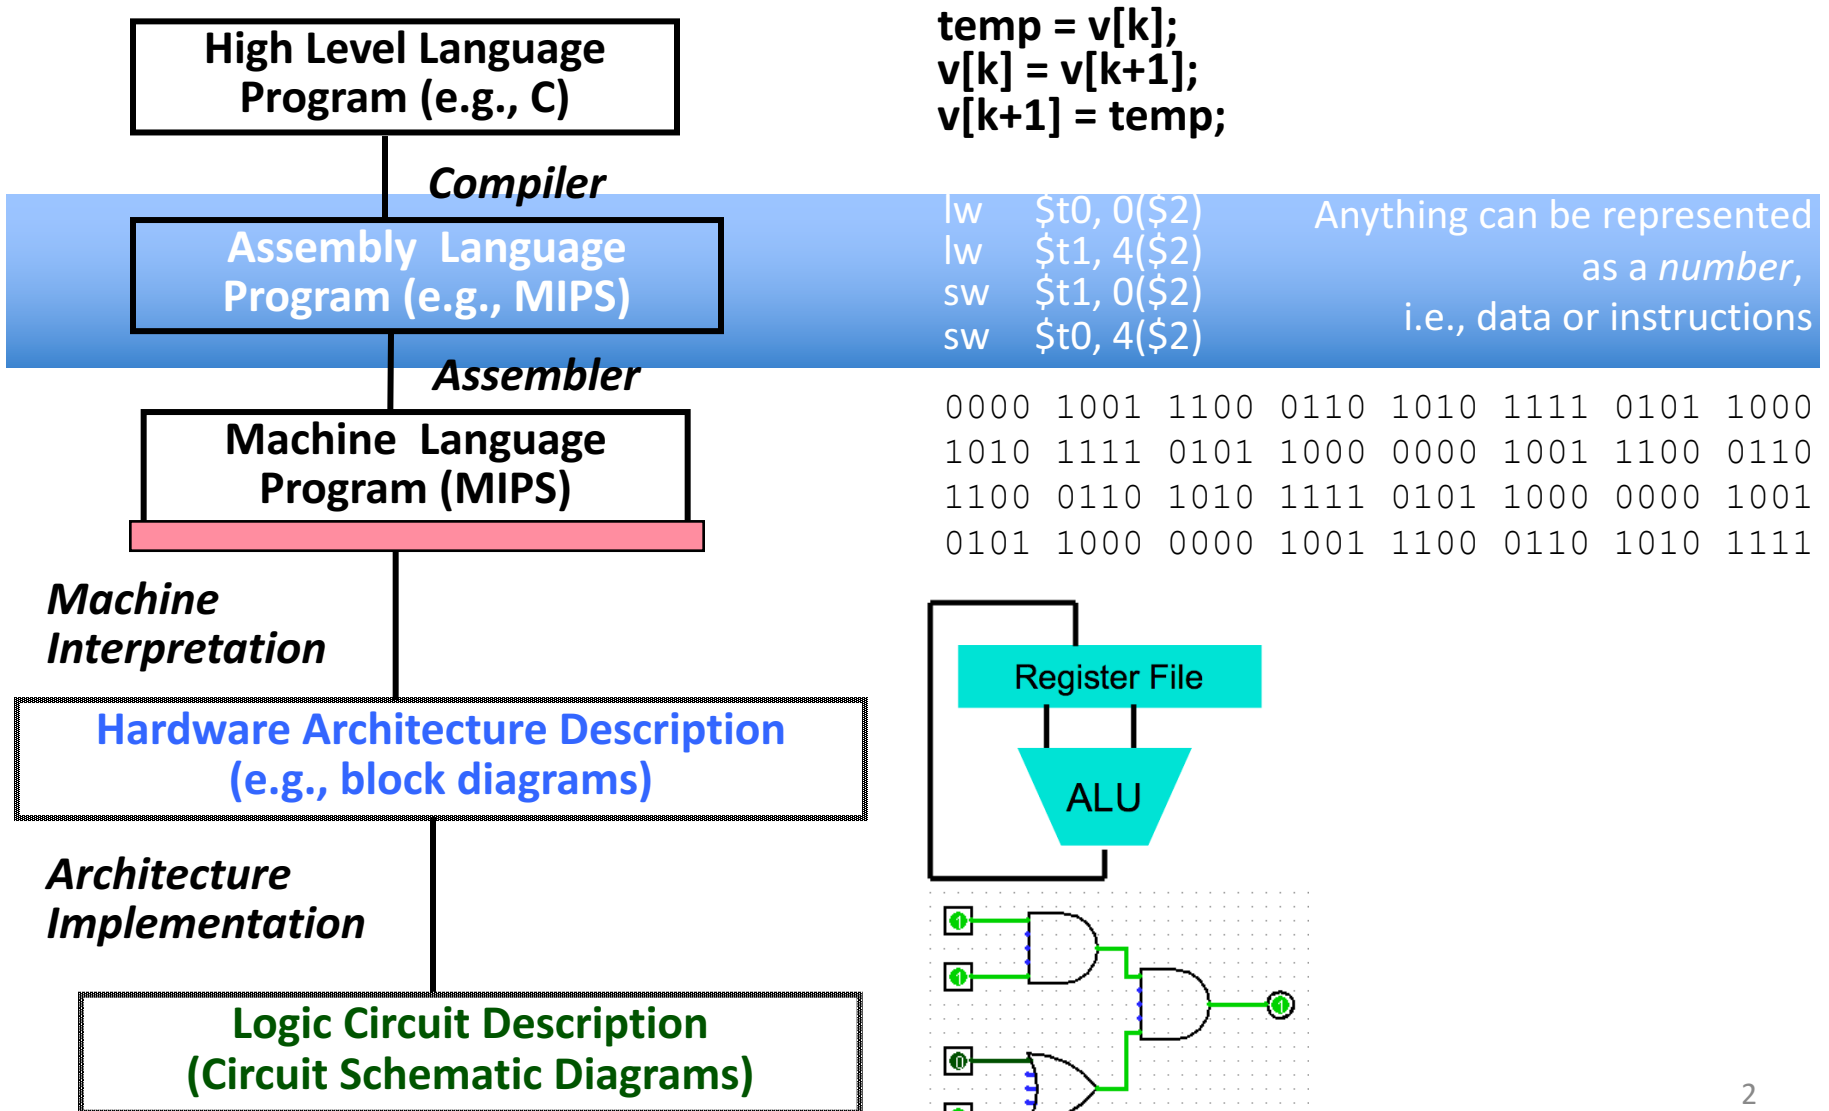 High Level Language
Program (e.g., C)
temp = v[k];
v[k] = v[k+1];
v[k+1] = temp;
Compiler
Assembly Language
Program (e.g., MIPS)
lw $t0, 0($2)
lw $t1, 4($2)
sw $t1, 0($2)
sw $t0, 4($2)
Anything can be represented
as a number,
i.e., data or instructions
Assembler
Machine Language
Program (MIPS)
0000 1001 1100 0110 1010 1111 0101 1000
1010 1111 0101 1000 0000 1001 1100 0110
1100 0110 1010 1111 0101 1000 0000 1001
0101 1000 0000 1001 1100 0110 1010 1111
Machine
Interpretation
Register File
ALU
Hardware Architecture Description
(e.g., block diagrams)
Architecture
Implementation
1
1
1
0
Logic Circuit Description
(Circuit Schematic Diagrams)
2